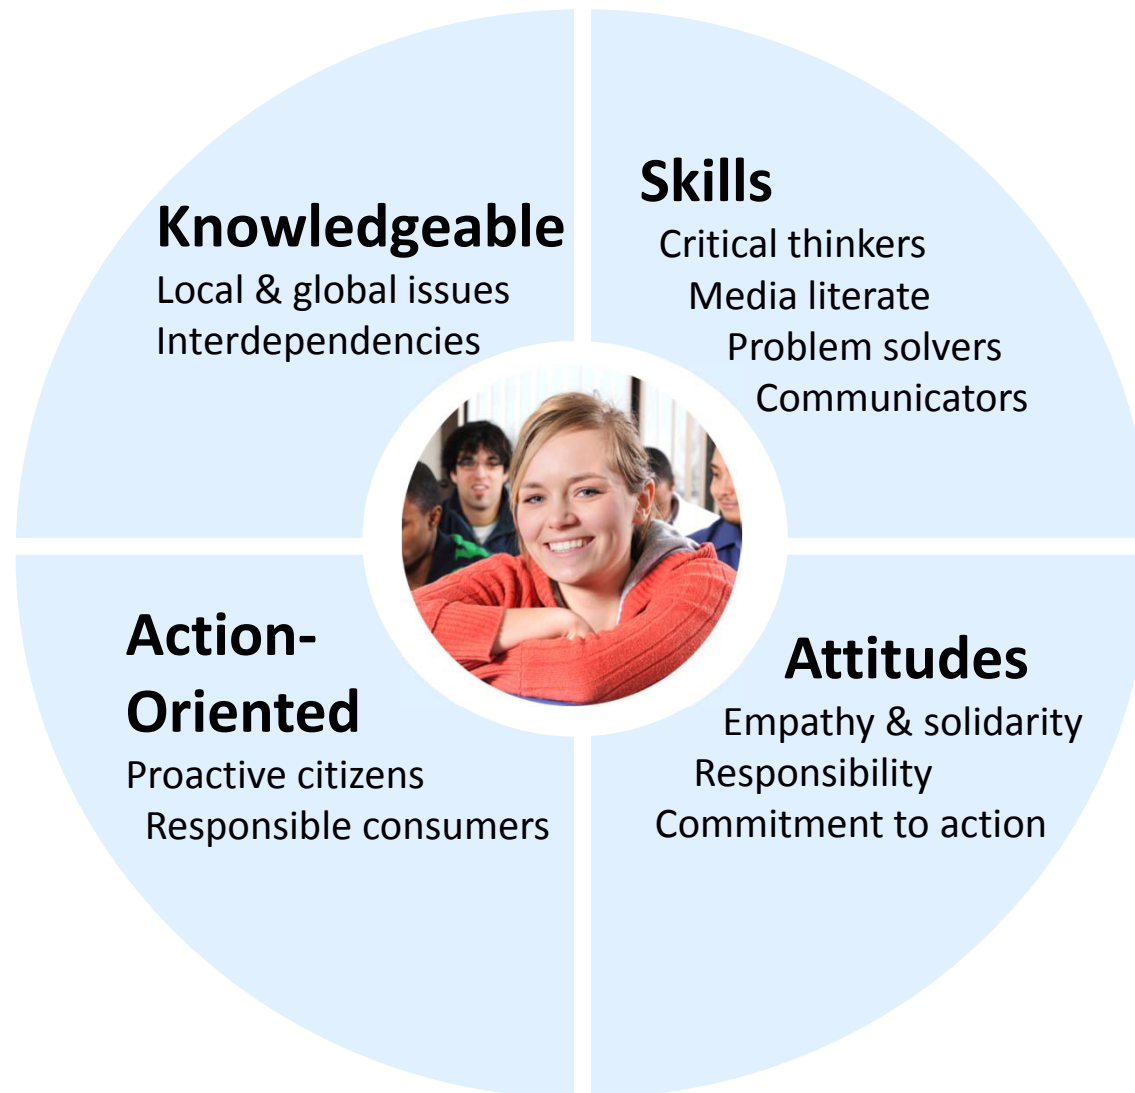 Knowledgeable
Local & global issues
Interdependencies
Skills
Critical thinkers
Media literate
Problem solvers
Communicators
Action-
Oriented
Proactive citizens
Responsible consumers
Attitudes
Empathy & solidarity
Responsibility
Commitment to action